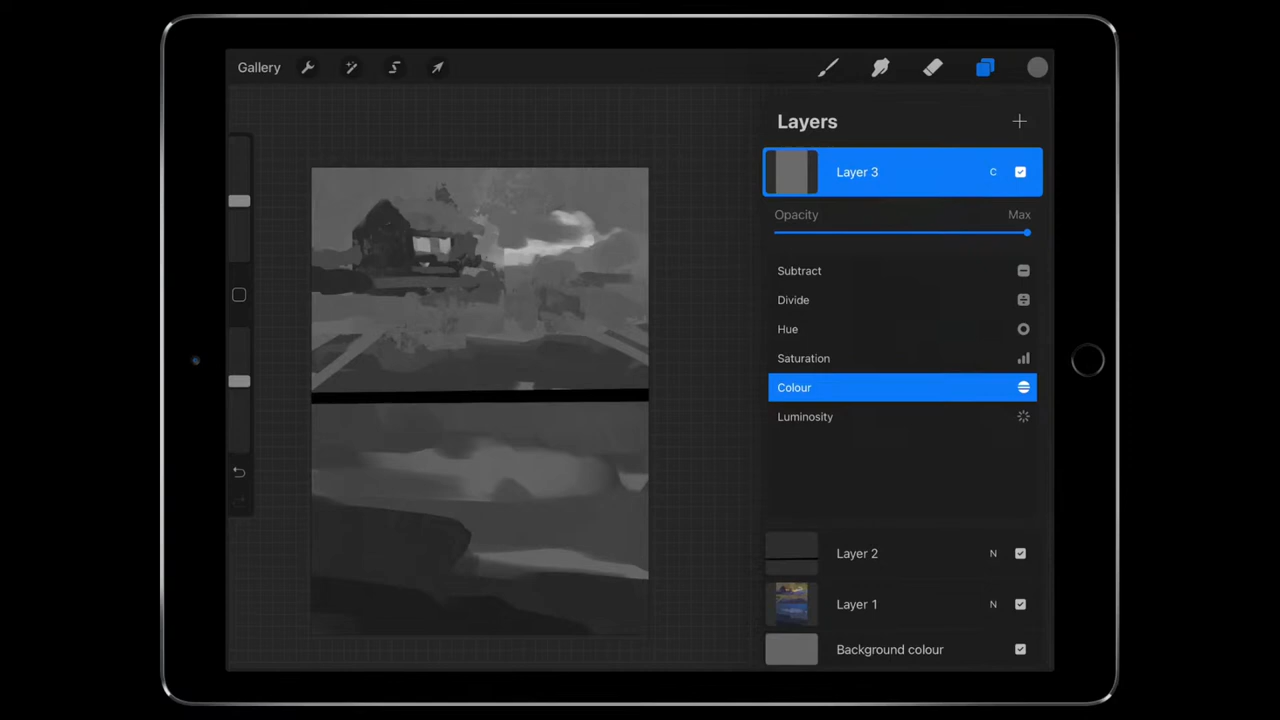 Gallery
Layers
Layer 3 C
Opacity Max
Subtract
Divide
Hue
Saturation
Colour
Luminosity
Layer 2 N
Layer 1 N
Background colour